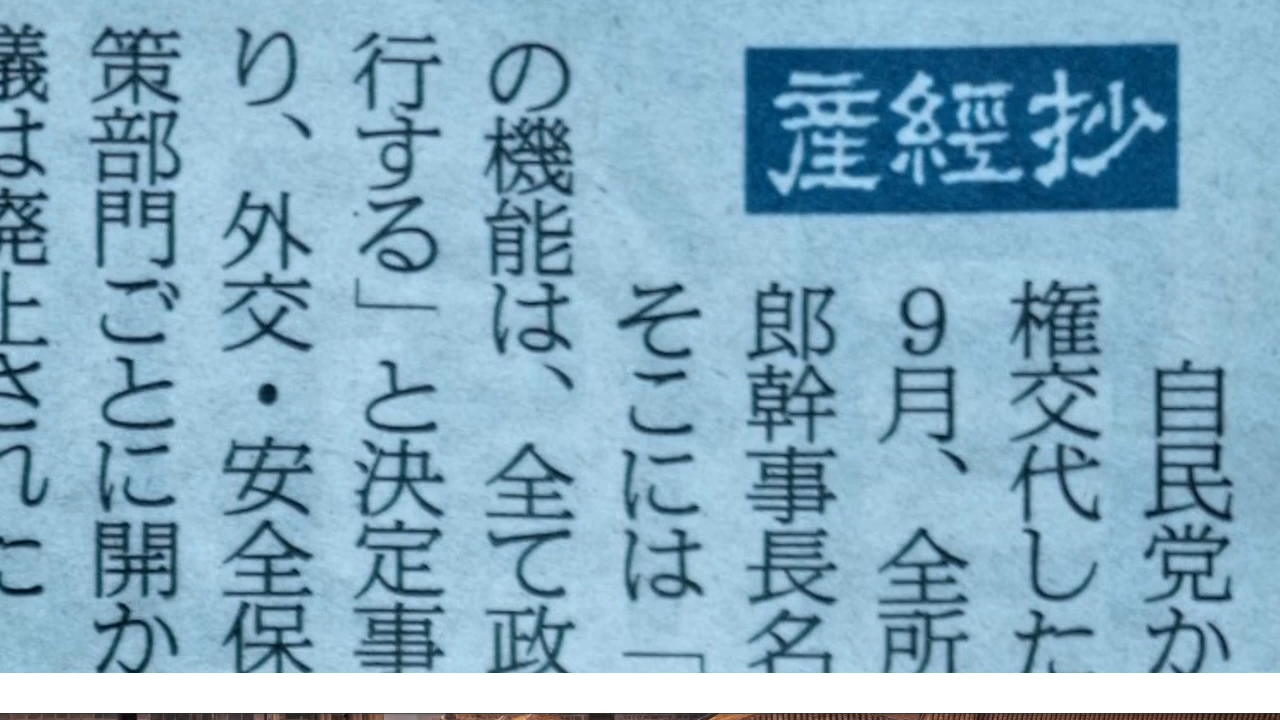 産經抄
自民党か
権交代した
9月、全所
郎幹事長名
そこには「
の機能は、全て政
行する」と決定事
り、外交・安全保
策部門ごとに開か
議は廃止された